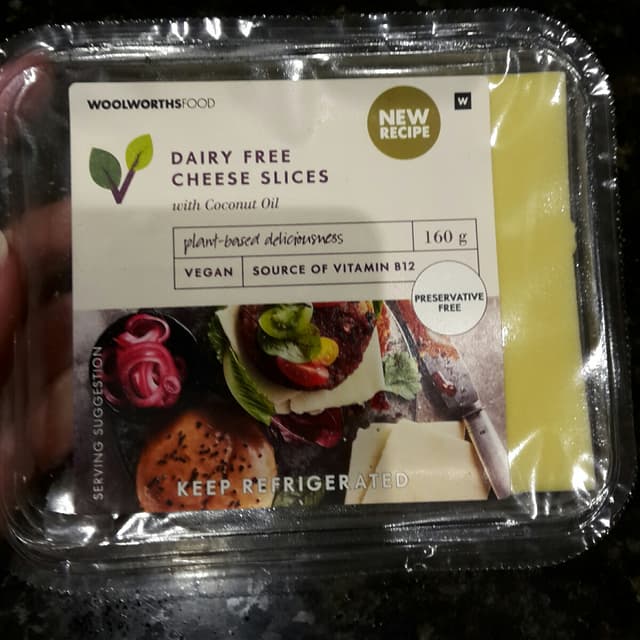 WOOLWORTHSFOOD
NEW
RECIPE
W
DAIRY FREE
CHEESE SLICES
with Coconut Oil
plant-based deliciousness
160 g
VEGAN
SOURCE OF VITAMIN B12
PRESERVATIVE
FREE
SERVING SUGGESTION
KEEP REFRIGERATED